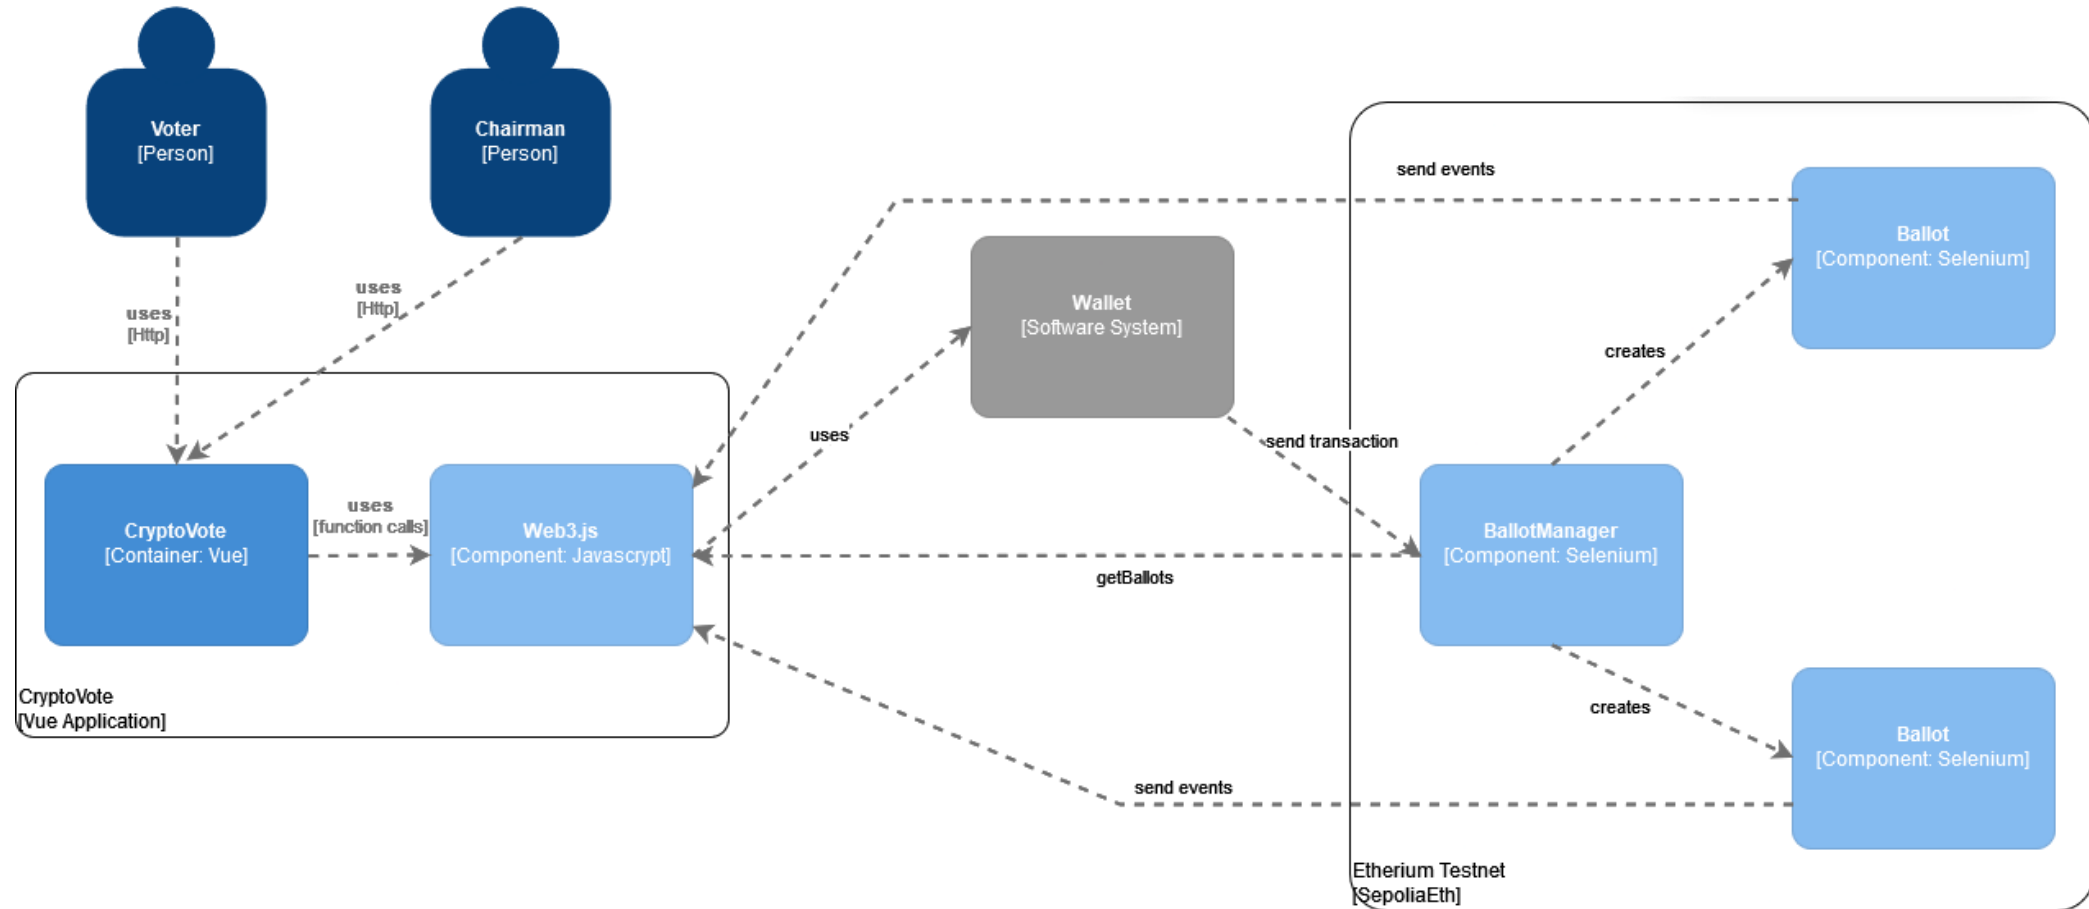 Voter
[Person]
Chairman
[Person]
uses
[Http]
uses
[Http]
send events
Ballot
[Component: Selenium]
Wallet
[Software System]
creates
uses
send transaction
CryptoVote
[Container: Vue]
uses
[function calls]
Web3.js
[Component: Javascrypt]
getBallots
BallotManager
[Component: Selenium]
CryptoVote
[Vue Application]
creates
Ballot
[Component: Selenium]
send events
Etherium Testnet
[SepoliaEth]